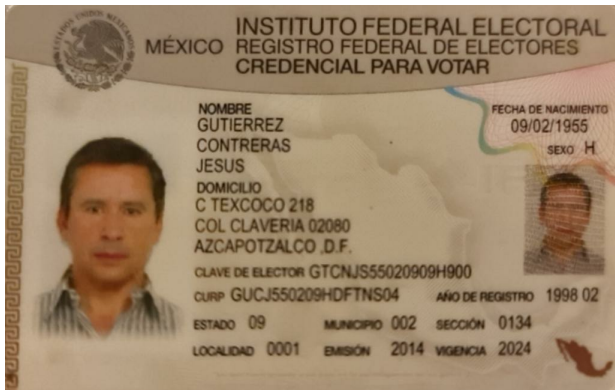 INSTITUTO FEDERAL ELECTORAL
MÉXICO REGISTRO FEDERAL DE ELECTORES
CREDENCIAL PARA VOTAR
NOMBRE
GUTIERREZ
CONTRERAS
JESUS
FECHA DE NACIMIENTO
09/02/1955
SEXO H
DOMICILIO
C TEXCOCO 218
COL CLAVERIA 02080
AZCAPOTZALCO ,D.F.
CLAVE DE ELECTOR GTCNJS55020909H900
CURP GUCJ550209HDFTNS04 AÑO DE REGISTRO 1998 02
ESTADO 09 MUNICIPIO 002 SECCIÓN 0134
LOCALIDAD 0001 EMISIÓN 2014 VIGENCIA 2024